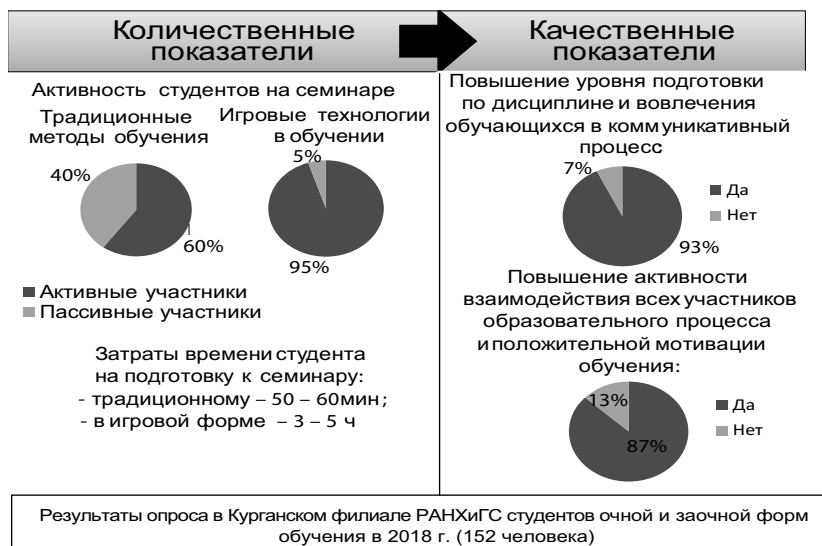 Количественные
показатели
Активность студентов на семинаре
Традиционные
методы обучения
Игровые технологии
в обучении
40%
60%
5%
95%
Активные участники
Пассивные участники
Затраты времени студента
на подготовку к семинару:
- традиционному – 50 – 60мин;
- в игровой форме – 3 – 5 ч
Качественные
показатели
Повышение уровня подготовки
по дисциплине и вовлечения
обучающихся в коммуникативный
процесс
7%
93%
Да
Нет
Повышение активности
взаимодействия всех участников
образовательного процесса
и положительной мотивации
обучения:
13%
87%
Да
Нет
Результаты опроса в Курганском филиале РАНХиГС студентов очной и заочной форм
обучения в 2018 г. (152 человека)